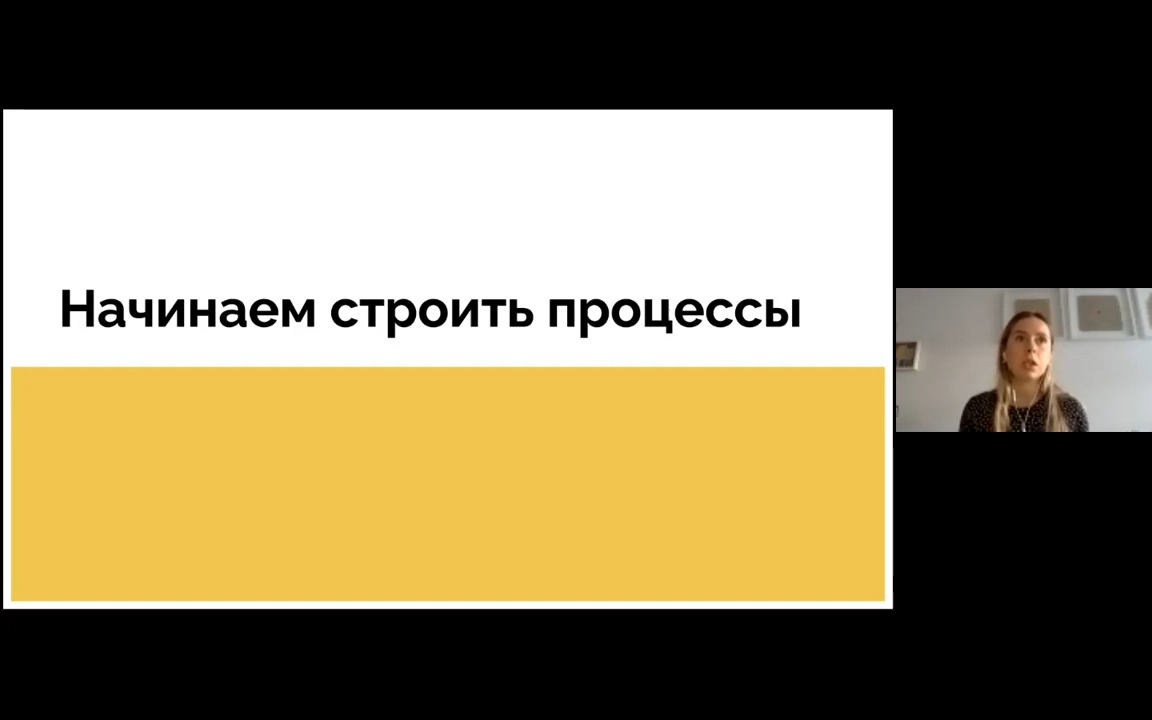 Начинаем строить процессы